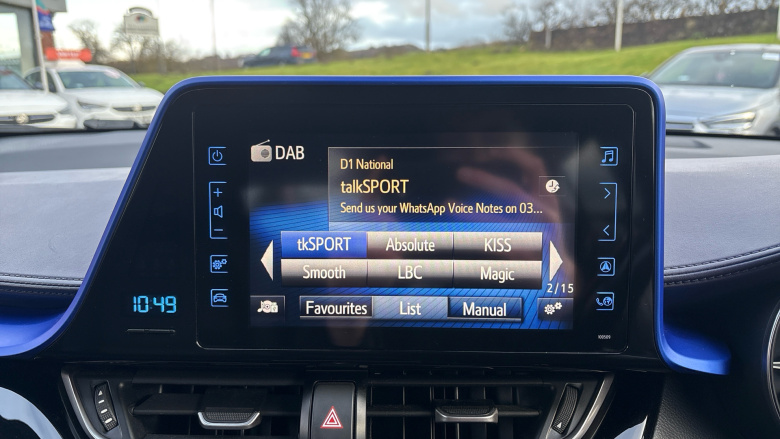 DAB
D1 National
talkSPORT
Send us your WhatsApp Voice Notes on 03...
tkSPORT Absolute KISS
Smooth LBC Magic
2/15
Favourites List Manual
10:49
100509